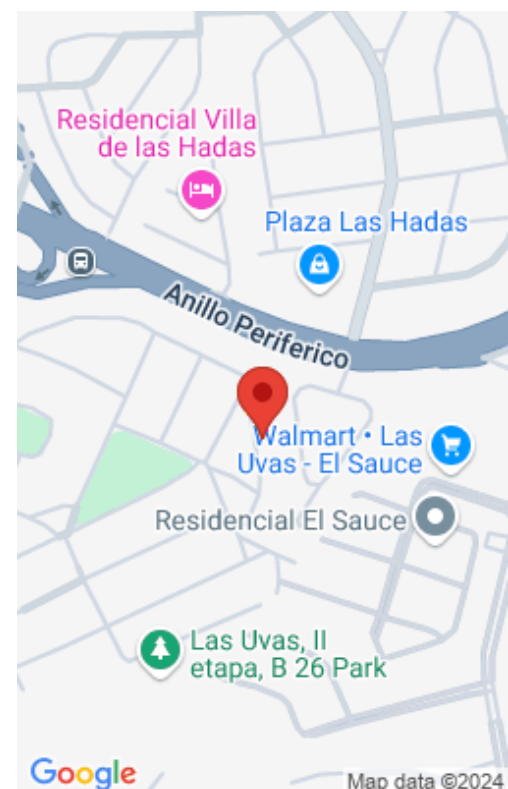 Residencial Villa
de las Hadas
Plaza Las Hadas
Anillo Periferico
Walmart • Las
Uvas - El Sauce
Residencial El Sauce
Las Uvas, II
etapa, B 26 Park
Google
Map data ©2024